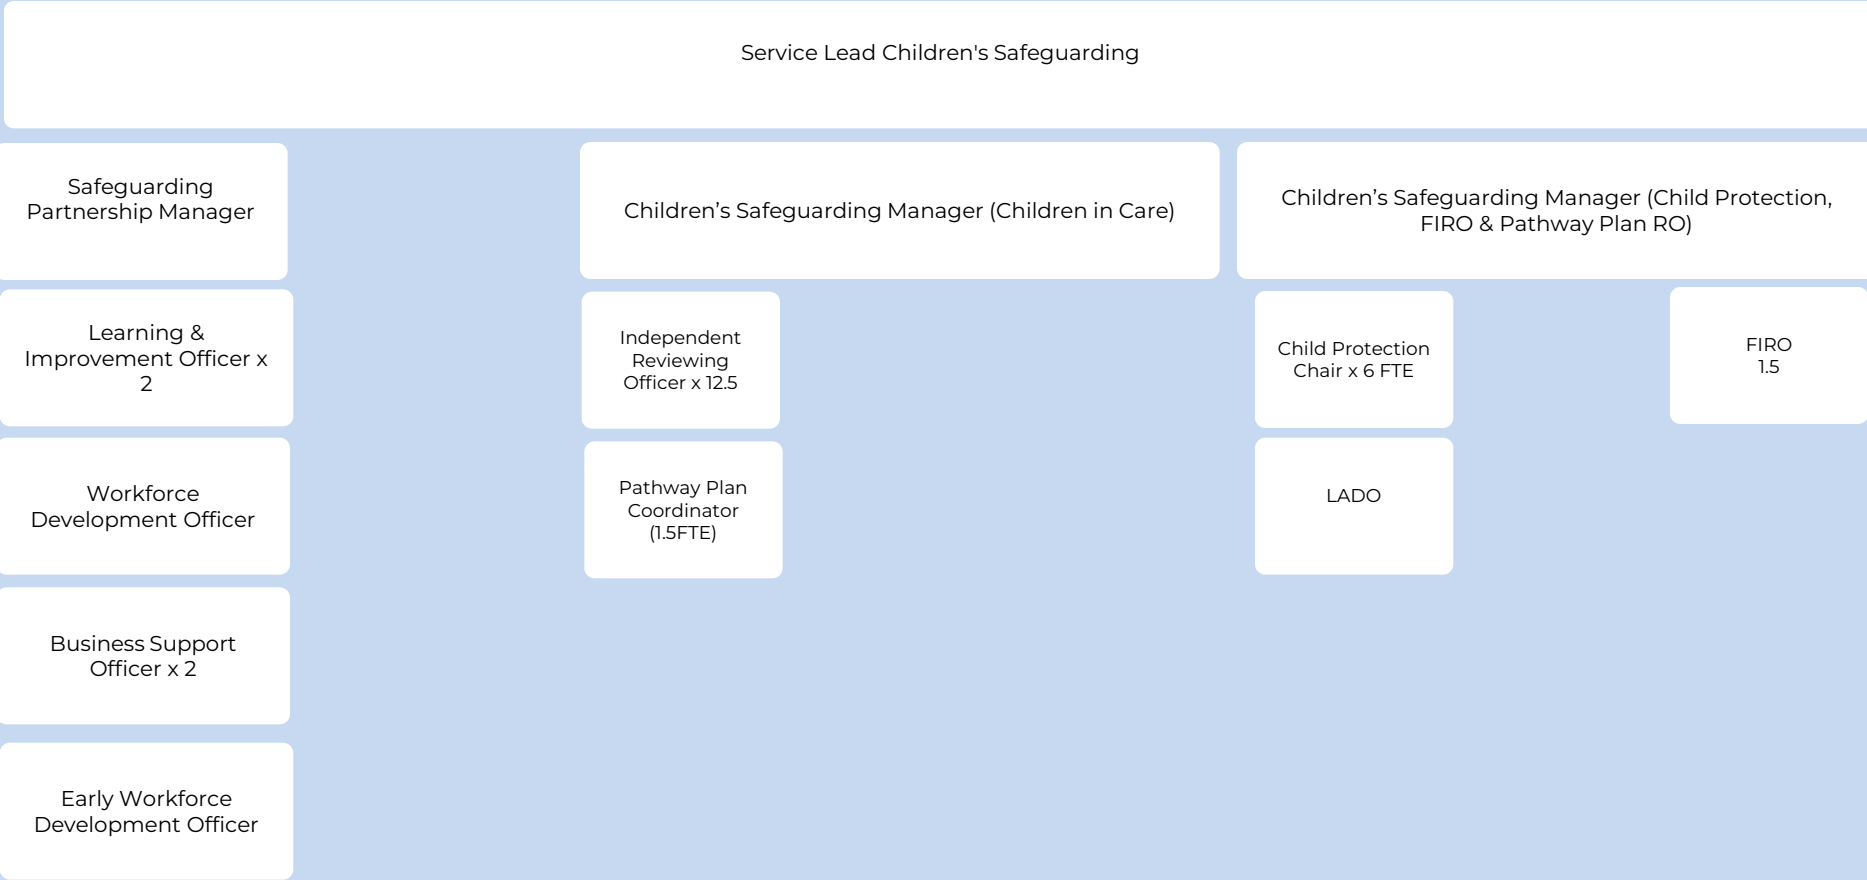 Service Lead Children's Safeguarding
Safeguarding
Partnership Manager
Children’s Safeguarding Manager (Children in Care)
Children’s Safeguarding Manager (Child Protection,
FIRO & Pathway Plan RO)
Learning &
Improvement Officer x
2
Independent
Reviewing
Officer x 12.5
Child Protection
Chair x 6 FTE
FIRO
1.5
Workforce
Development Officer
Pathway Plan
Coordinator
(1.5FTE)
LADO
Business Support
Officer x 2
Early Workforce
Development Officer